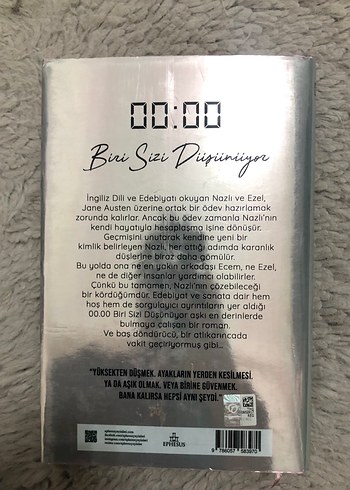 00:00
Biri Sizi Düşünüyor
İngiliz Dili ve Edebiyatı okuyan Nazlı ve Ezel,
Jane Austen üzerine ortak bir ödev hazırlamak
zorunda kalırlar. Ancak bu ödev zamanla Nazlı'nın
kendi hayatıyla hesaplaşma işine dönüşür.
Geçmişini unutarak kendine yeni bir
kimlik belirleyen Nazlı, her attığı adımda karanlık
düşlerine biraz daha gömülür.
Bu yolda ona ne en yakın arkadaşı Ecem, ne Ezel,
ne de diğer insanlar yardımcı olabilirler.
Çünkü bu tamamen, Nazlı'nın çözebileceği
bir kördüğümdür. Edebiyat ve sanata dair hem
hoş hem de sorgulayıcı ayrıntıların yer aldığı
00.00 Biri Sizi Düşünüyor aşkı en derinlerde
bulmaya çalışan bir roman.
Ve baş döndürücü, bir atlıkarıncada
vakit geçiriyormuş gibi...
"YÜKSEKTEN DÜŞMEK. AYAKLARIN YERDEN KESİLMESİ.
YA DA AŞIK OLMAK. VEYA BİRİNE GÜVENMEK.
BANA KALIRSA HEPSİ AYNI ŞEYDİ."
EPHESUS
9 786057 583970